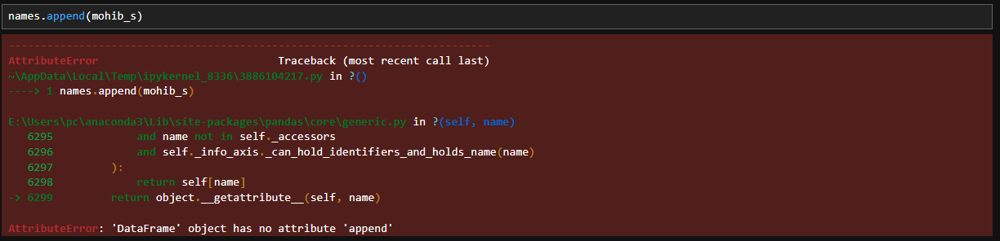 names.append(mohib_s)
---------------------------------------------------------------------------
AttributeError                            Traceback (most recent call last)
~\AppData\Local\Temp\ipykernel_8336\3886104217.py in ?()
----> 1 names.append(mohib_s)
E:\Users\pc\anaconda3\Lib\site-packages\pandas\core\generic.py in ?(self, name)
   6295             and name not in self._accessors
   6296             and self._info_axis._can_hold_identifiers_and_holds_name(name)
   6297         ):
   6298             return self[name]
-> 6299         return object.__getattribute__(self, name)
AttributeError: 'DataFrame' object has no attribute 'append'